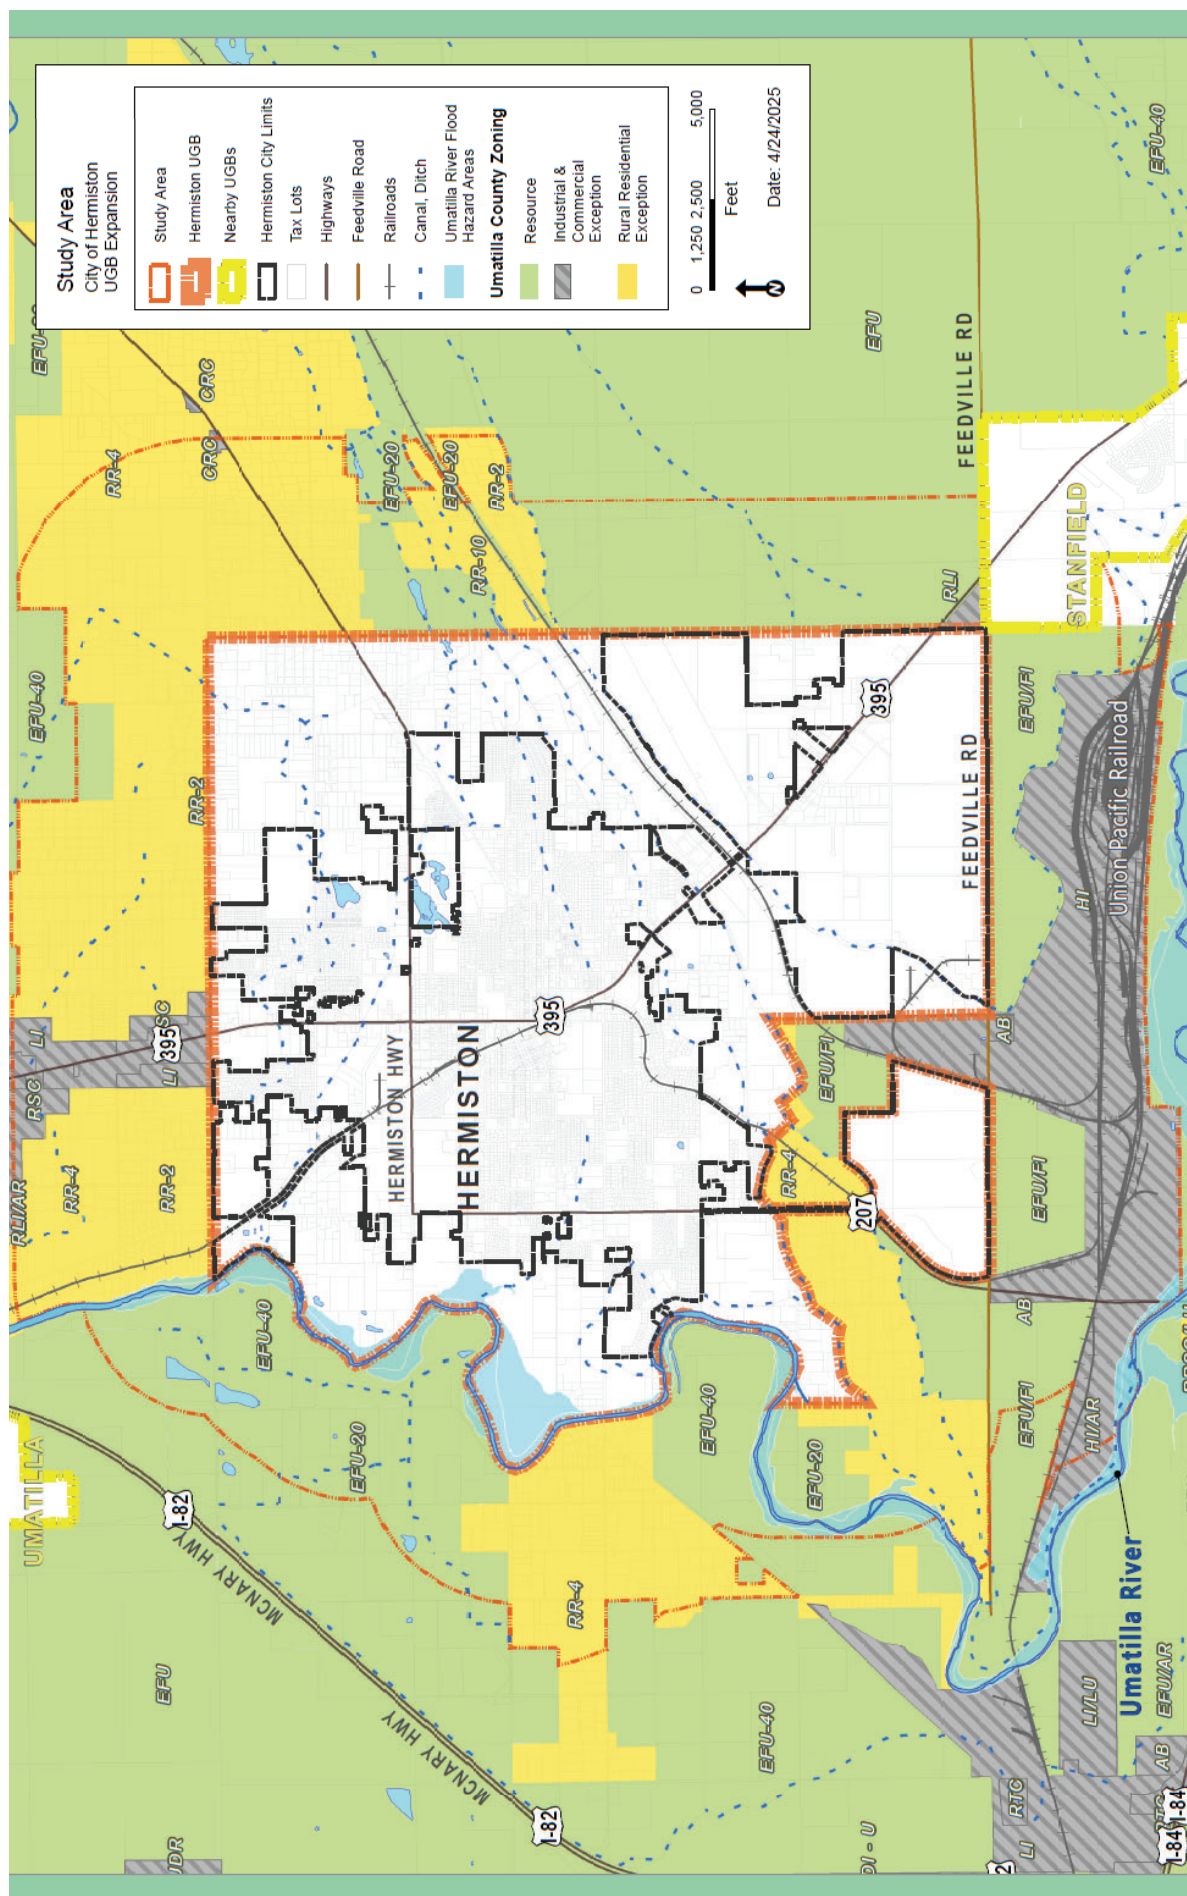 Study Area
City of Hermiston
UGB Expansion
Study Area
Hermiston UGB
Nearby UGBs
Hermiston City Limits
Tax Lots
Highways
Feedville Road
Railroads
Canal, Ditch
Umatilla River Flood
Hazard Areas
Umatilla County Zoning
Resource
Industrial &
Commercial
Exception
Rural Residential
Exception
0 1,250 2,500 5,000
Feet
N
Date: 4/24/2025
UMATILLA
I-82
MCNARY HWY
MCNARY HWY
I-82
EFU
EFU-40
EFU-20
RR-4
EFU-40
EFU-40
EFU-20
RLI/AR
RR-4
RR-2
RSC
LI
LI
395
RR-2
EFU-40
RR-4
CRC
CRC
EFU-20
EFU-20
RR-2
RR-10
EFU
EFU-40
HERMISTON HWY
HERMISTON
395
395
207
RR-4
EFU/FI
FEEDVILLE RD
FEEDVILLE RD
RLI
STANFIELD
EFU/FI
AB
HI
Union Pacific Railroad
EFU/FI
AB
EFU/FI
HI/AR
Umatilla River
LI/LU
EFU/AR
AB
RTC
LI
I-84
I-84